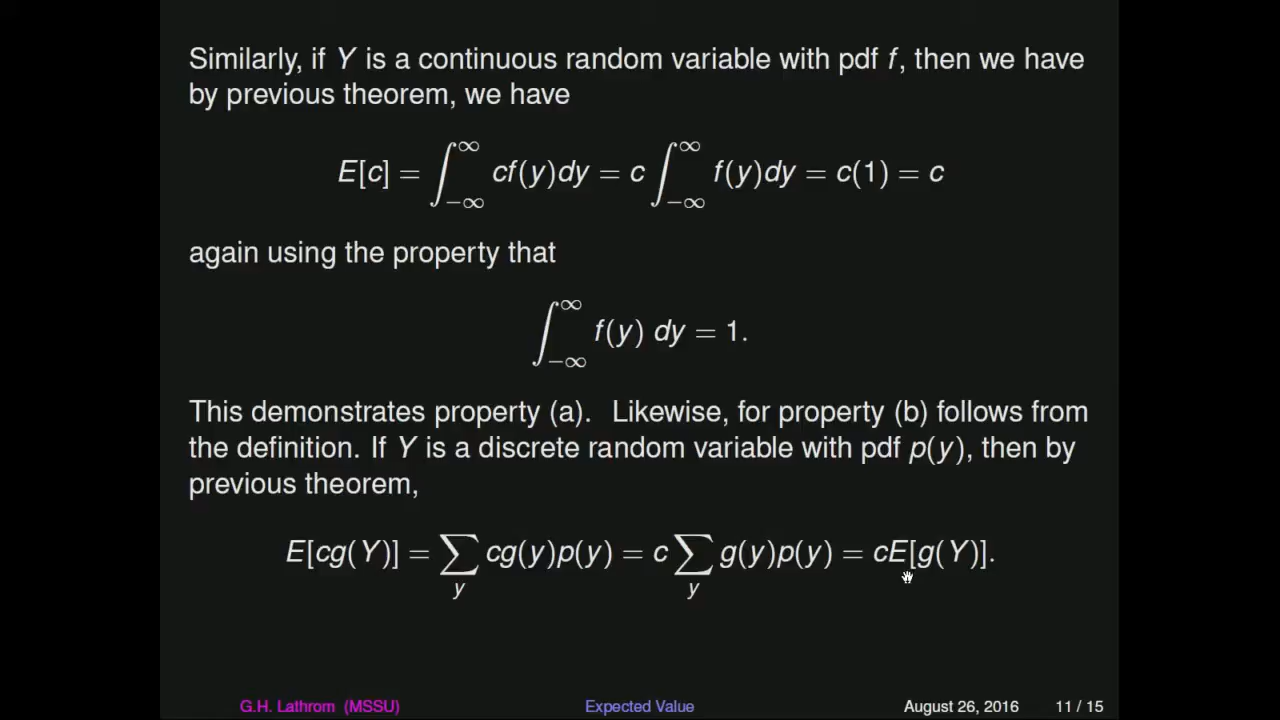 Similarly, if Y is a continuous random variable with pdf f, then we have
by previous theorem, we have
E[c] = ∫_{−∞}^{∞} cf(y)dy = c ∫_{−∞}^{∞} f(y)dy = c(1) = c
again using the property that
∫_{−∞}^{∞} f(y) dy = 1.
This demonstrates property (a). Likewise, for property (b) follows from
the definition. If Y is a discrete random variable with pdf p(y), then by
previous theorem,
E[cg(Y)] = ∑_y cg(y)p(y) = c ∑_y g(y)p(y) = cE[g(Y)].
G.H. Lathrom (MSSU) Expected Value August 26, 2016 11 / 15